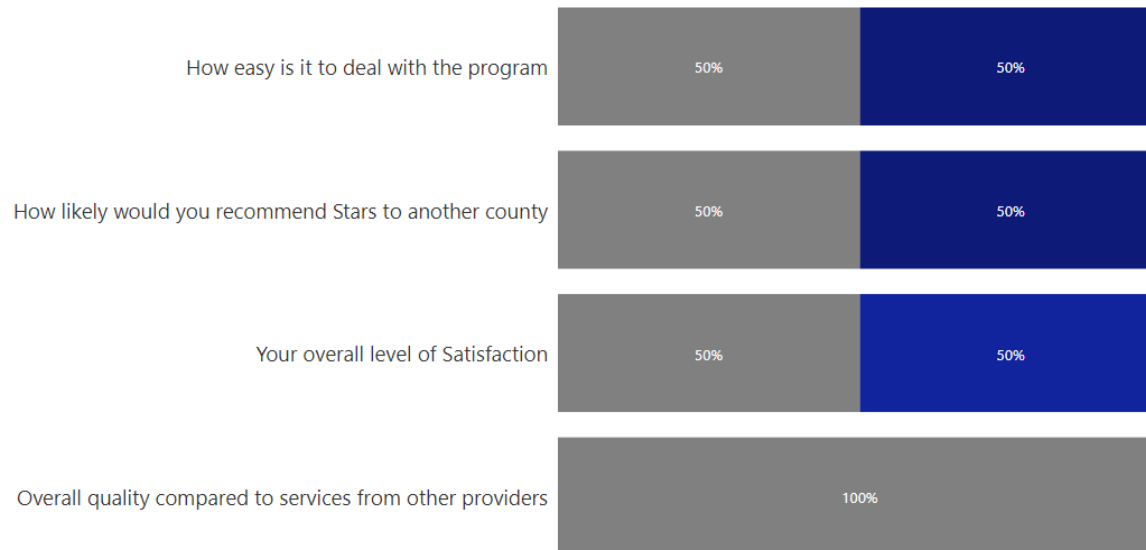 How easy is it to deal with the program 50% 50%
How likely would you recommend Stars to another county 50% 50%
Your overall level of Satisfaction 50% 50%
Overall quality compared to services from other providers 100%